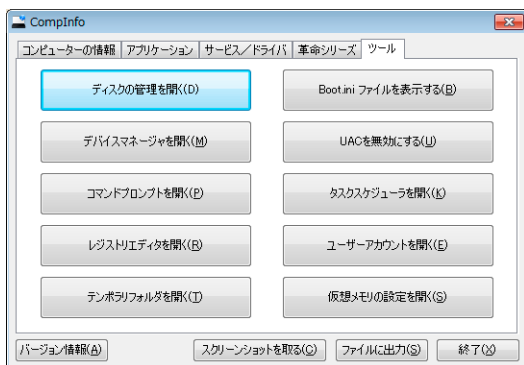 CompInfo
コンピューターの情報 アプリケーション サービス／ドライバ 革命シリーズ ツール
ディスクの管理を開く(D) Boot.ini ファイルを表示する(B)
デバイスマネージャを開く(M) UACを無効にする(U)
コマンドプロンプトを開く(P) タスクスケジューラを開く(K)
レジストリエディタを開く(R) ユーザーアカウントを開く(E)
テンポラリフォルダを開く(T) 仮想メモリの設定を開く(S)
バージョン情報(A) スクリーンショットを取る(C) ファイルに出力(S) 終了(X)